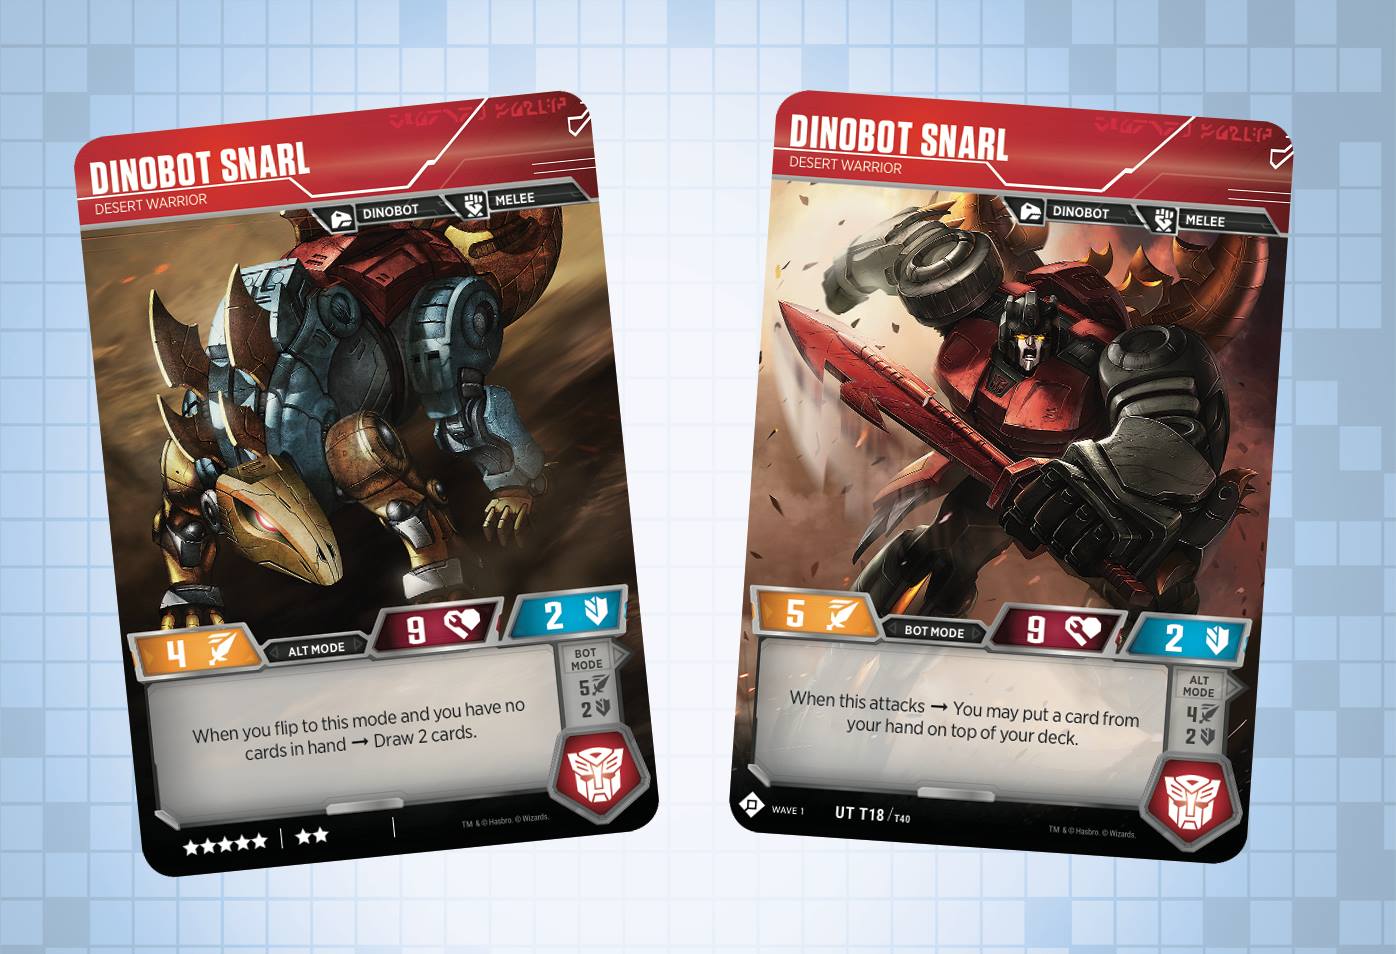 DINOBOT SNARL
DESERT WARRIOR
DINOBOT
MELEE
4
ALT MODE
9
2
BOT
MODE
5
2
When you flip to this mode and you have no
cards in hand → Draw 2 cards.
TM & © Hasbro. © Wizards.
DINOBOT SNARL
DESERT WARRIOR
DINOBOT
MELEE
5
BOT MODE
9
2
ALT
MODE
4
2
When this attacks → You may put a card from
your hand on top of your deck.
WAVE 1
UT T18/T40
TM & © Hasbro. © Wizards.